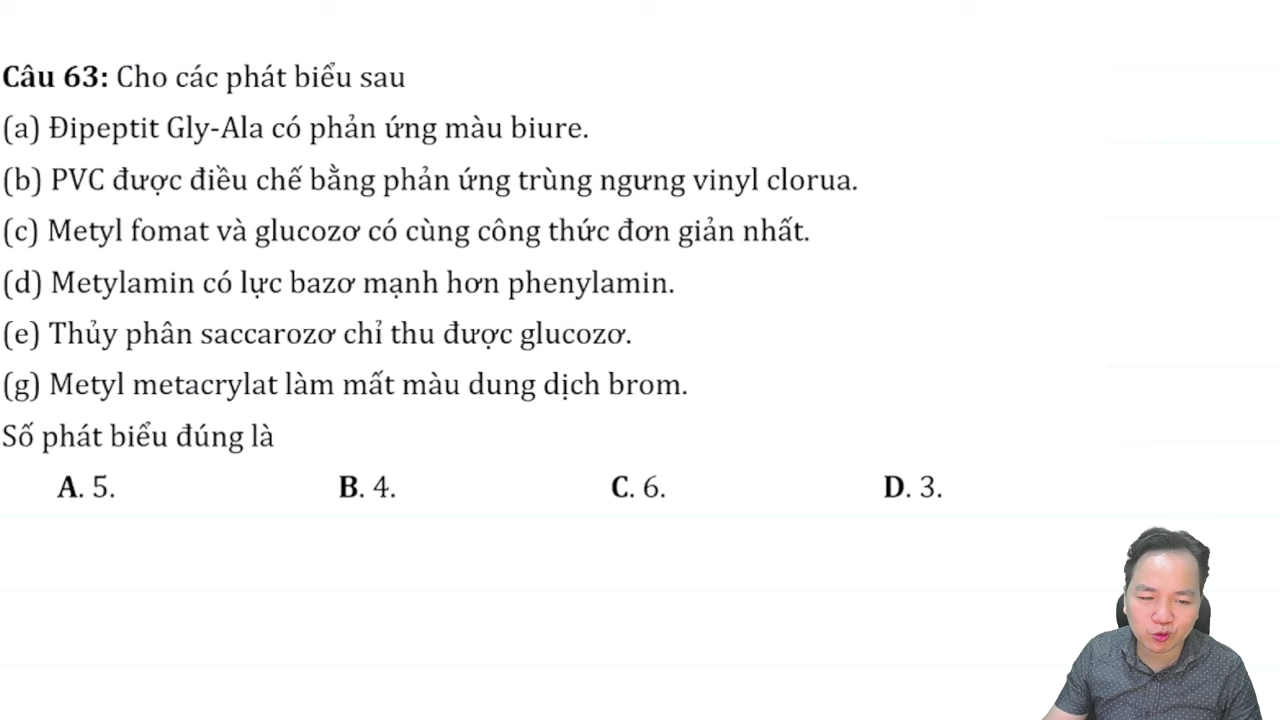 Câu 63: Cho các phát biểu sau
(a) Đipeptit Gly-Ala có phản ứng màu biure.
(b) PVC được điều chế bằng phản ứng trùng ngưng vinyl clorua.
(c) Metyl fomat và glucozơ có cùng công thức đơn giản nhất.
(d) Metylamin có lực bazơ mạnh hơn phenylamin.
(e) Thủy phân saccarozơ chỉ thu được glucozơ.
(g) Metyl metacrylat làm mất màu dung dịch brom.
Số phát biểu đúng là
A. 5. B. 4. C. 6. D. 3.